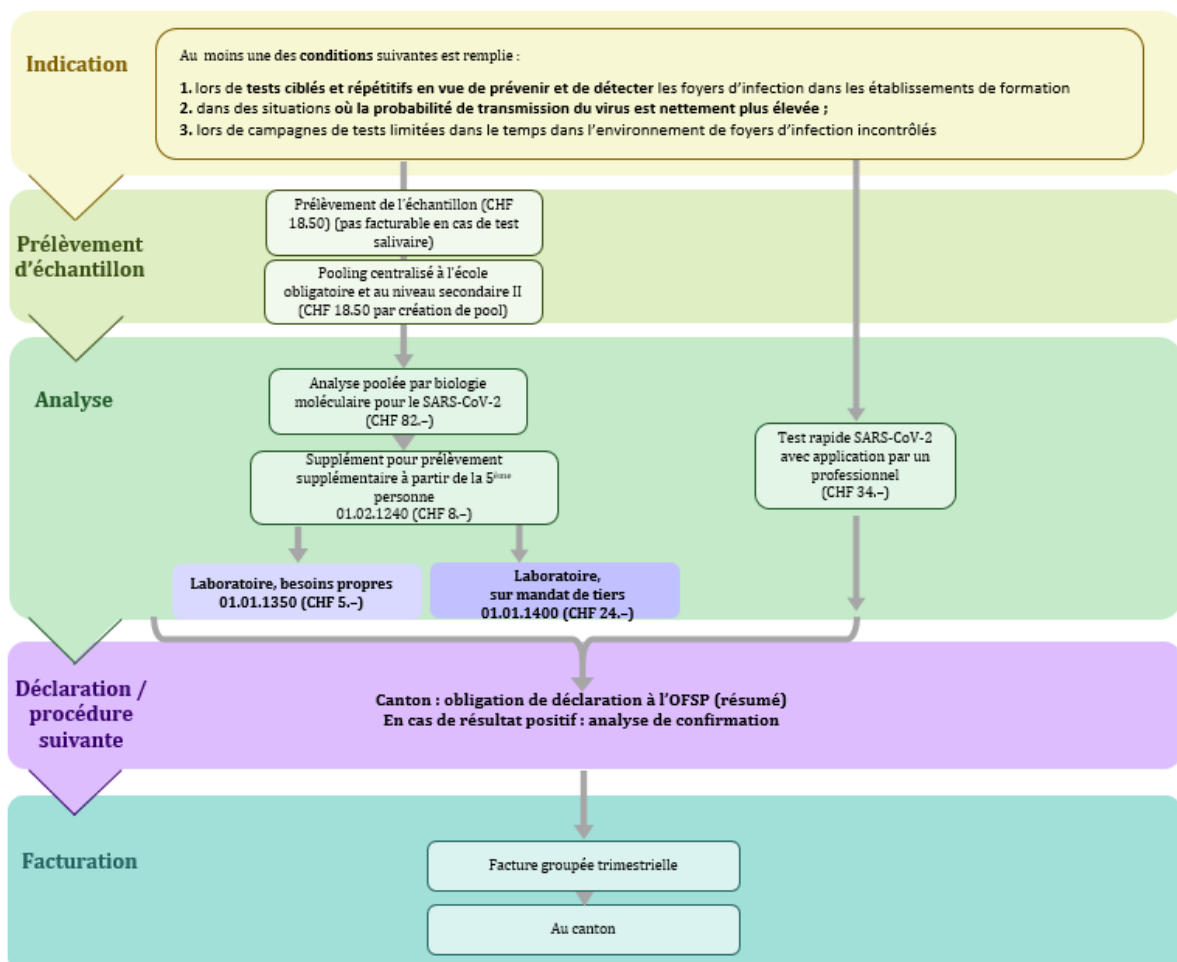 Indication
Au moins une des conditions suivantes est remplie :
1. lors de tests ciblés et répétitifs en vue de prévenir et de détecter les foyers d'infection dans les établissements de formation
2. dans des situations où la probabilité de transmission du virus est nettement plus élevée ;
3. lors de campagnes de tests limitées dans le temps dans l'environnement de foyers d'infection incontrôlés
Prélèvement
d'échantillon
Prélèvement de l'échantillon (CHF
18.50) (pas facturable en cas de test
salivaire)
Pooling centralisé à l'école
obligatoire et au niveau secondaire II
(CHF 18.50 par création de pool)
Analyse
Analyse poolée par biologie
moléculaire pour le SARS-CoV-2
(CHF 82.–)
Supplément pour prélèvement
supplémentaire à partir de la 5ème
personne
01.02.1240 (CHF 8.–)
Test rapide SARS-CoV-2
avec application par un
professionnel
(CHF 34.–)
Laboratoire, besoins propres
01.01.1350 (CHF 5.–)
Laboratoire,
sur mandat de tiers
01.01.1400 (CHF 24.–)
Déclaration /
procédure
suivante
Canton : obligation de déclaration à l'OFSP (résumé)
En cas de résultat positif : analyse de confirmation
Facturation
Facture groupée trimestrielle
Au canton